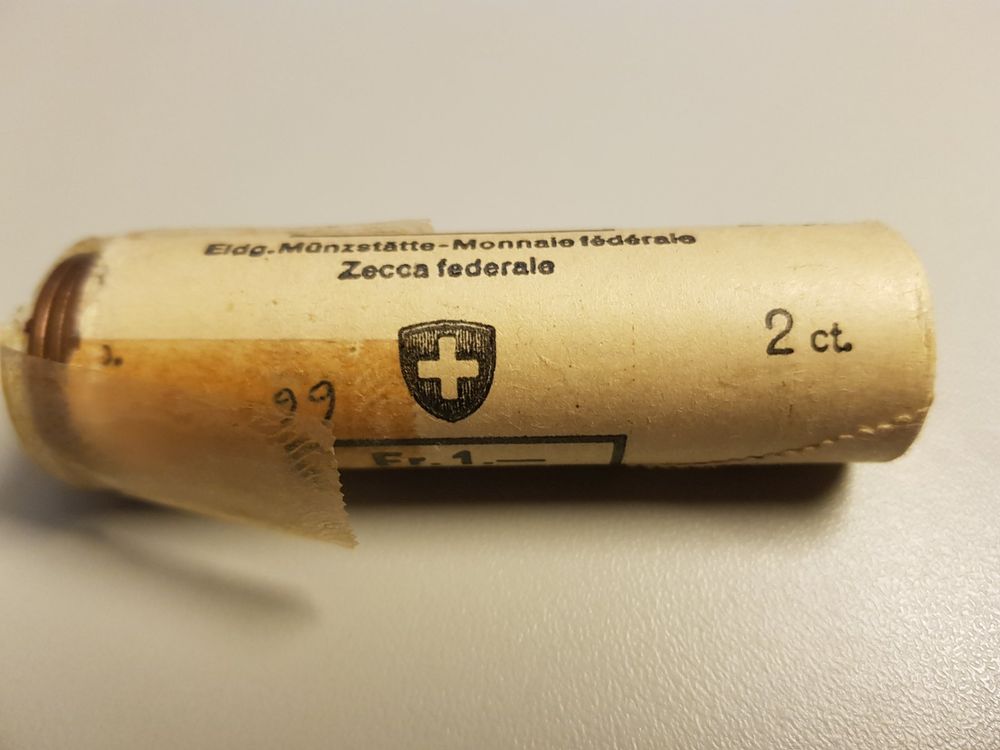 Eidg. Münzstätte - Monnaie fédérale
Zecca federale
2 ct.
99
Fr. 1.—